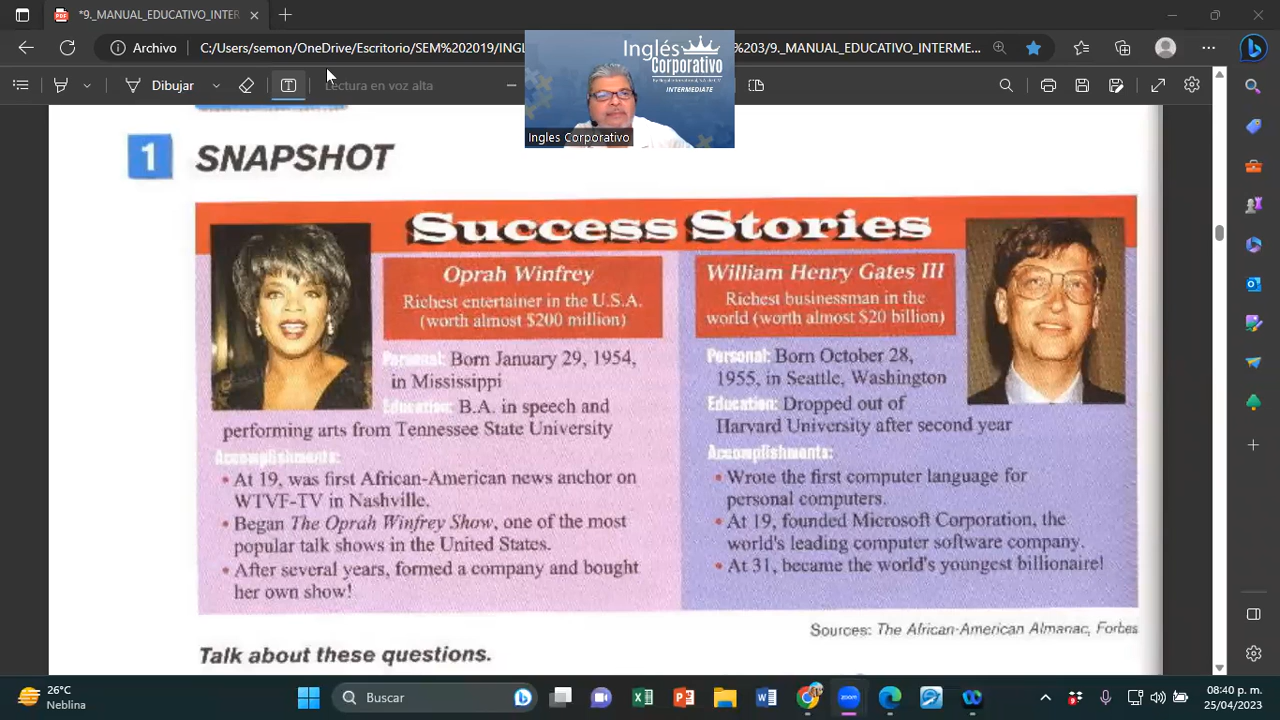 *9. MANUAL_EDUCATIVO_INTERMED
Archivo
C:/Users/semon/OneDrive/Escritorio/SEM%202019/INGL
%203/9._MANUAL_EDUCATIVO_INTERME...
Dibujar
Lectura en voz alta
Inglés
Corporativo
INTERMEDIATE
Ingles Corporativo
1 SNAPSHOT
Success Stories
Oprah Winfrey
Richest entertainer in the U.S.A.
(worth almost $200 million)
Personal: Born January 29, 1954,
in Mississippi
Education: B.A. in speech and
performing arts from Tennessee State University
Accomplishments:
• At 19, was first African-American news anchor on
WTVF-TV in Nashville.
• Began The Oprah Winfrey Show, one of the most
popular talk shows in the United States.
• After several years, formed a company and bought
her own show!
William Henry Gates III
Richest businessman in the
world (worth almost $20 billion)
Personal: Born October 28,
1955, in Seattle, Washington
Education: Dropped out of
Harvard University after second year
Accomplishments:
• Wrote the first computer language for
personal computers.
• At 19, founded Microsoft Corporation, the
world's leading computer software company.
• At 31, became the world's youngest billionaire!
Sources: The African-American Almanac, Forbes
Talk about these questions.
26°C
Neblina
Buscar
08:40 p. m.
25/04/2023